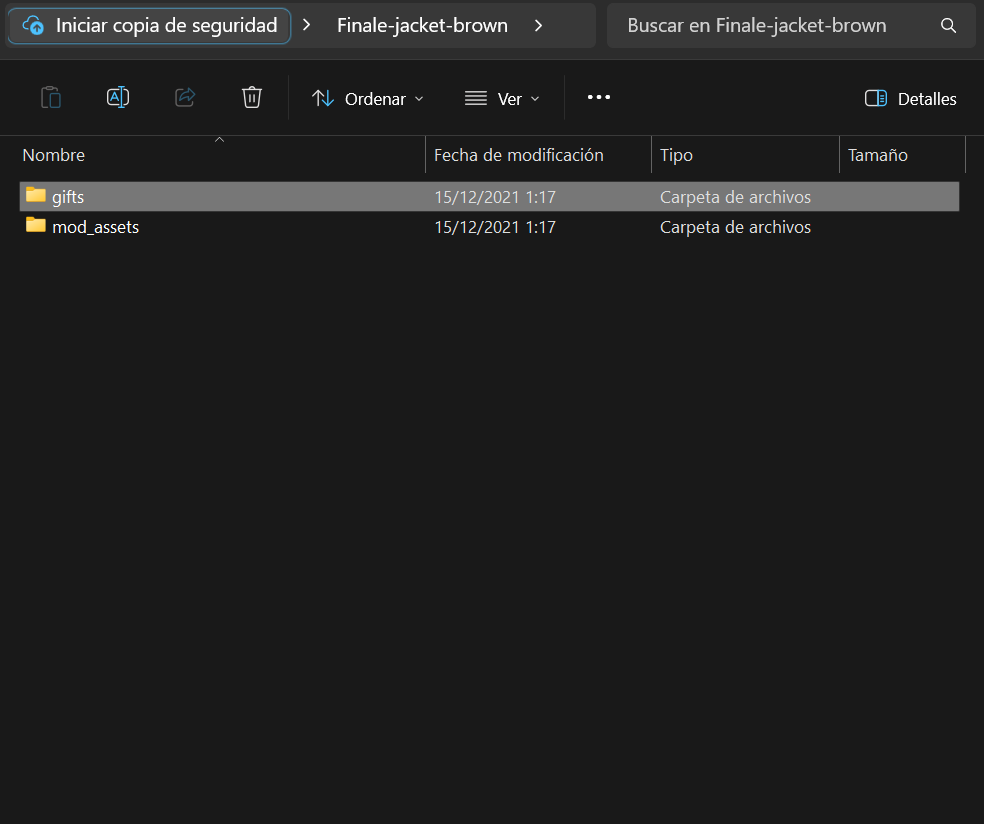 Iniciar copia de seguridad > Finale-jacket-brown > Buscar en Finale-jacket-brown
Ordenar Ver ••• Detalles
Nombre Fecha de modificación Tipo Tamaño
gifts 15/12/2021 1:17 Carpeta de archivos
mod_assets 15/12/2021 1:17 Carpeta de archivos